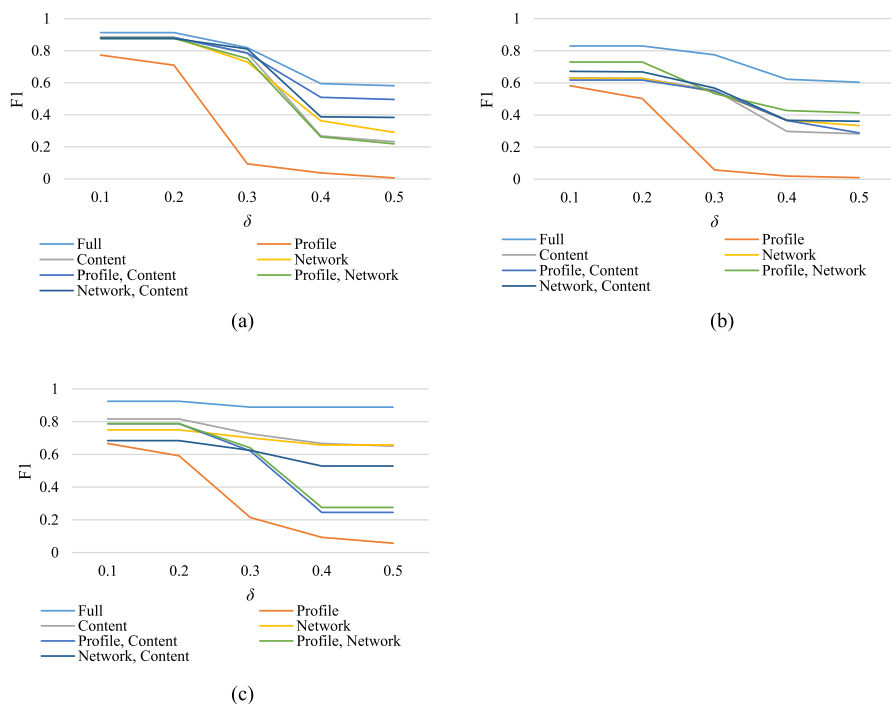 1
0.8
0.6
0.4
0.2
0
F1
0.1 0.2 0.3 0.4 0.5
δ
Full Profile
Content Network
Profile, Content Profile, Network
Network, Content
(a)
1
0.8
0.6
0.4
0.2
0
F1
0.1 0.2 0.3 0.4 0.5
δ
Full Profile
Content Network
Profile, Content Profile, Network
Network, Content
(b)
1
0.8
0.6
0.4
0.2
0
F1
0.1 0.2 0.3 0.4 0.5
δ
Full Profile
Content Network
Profile, Content Profile, Network
Network, Content
(c)